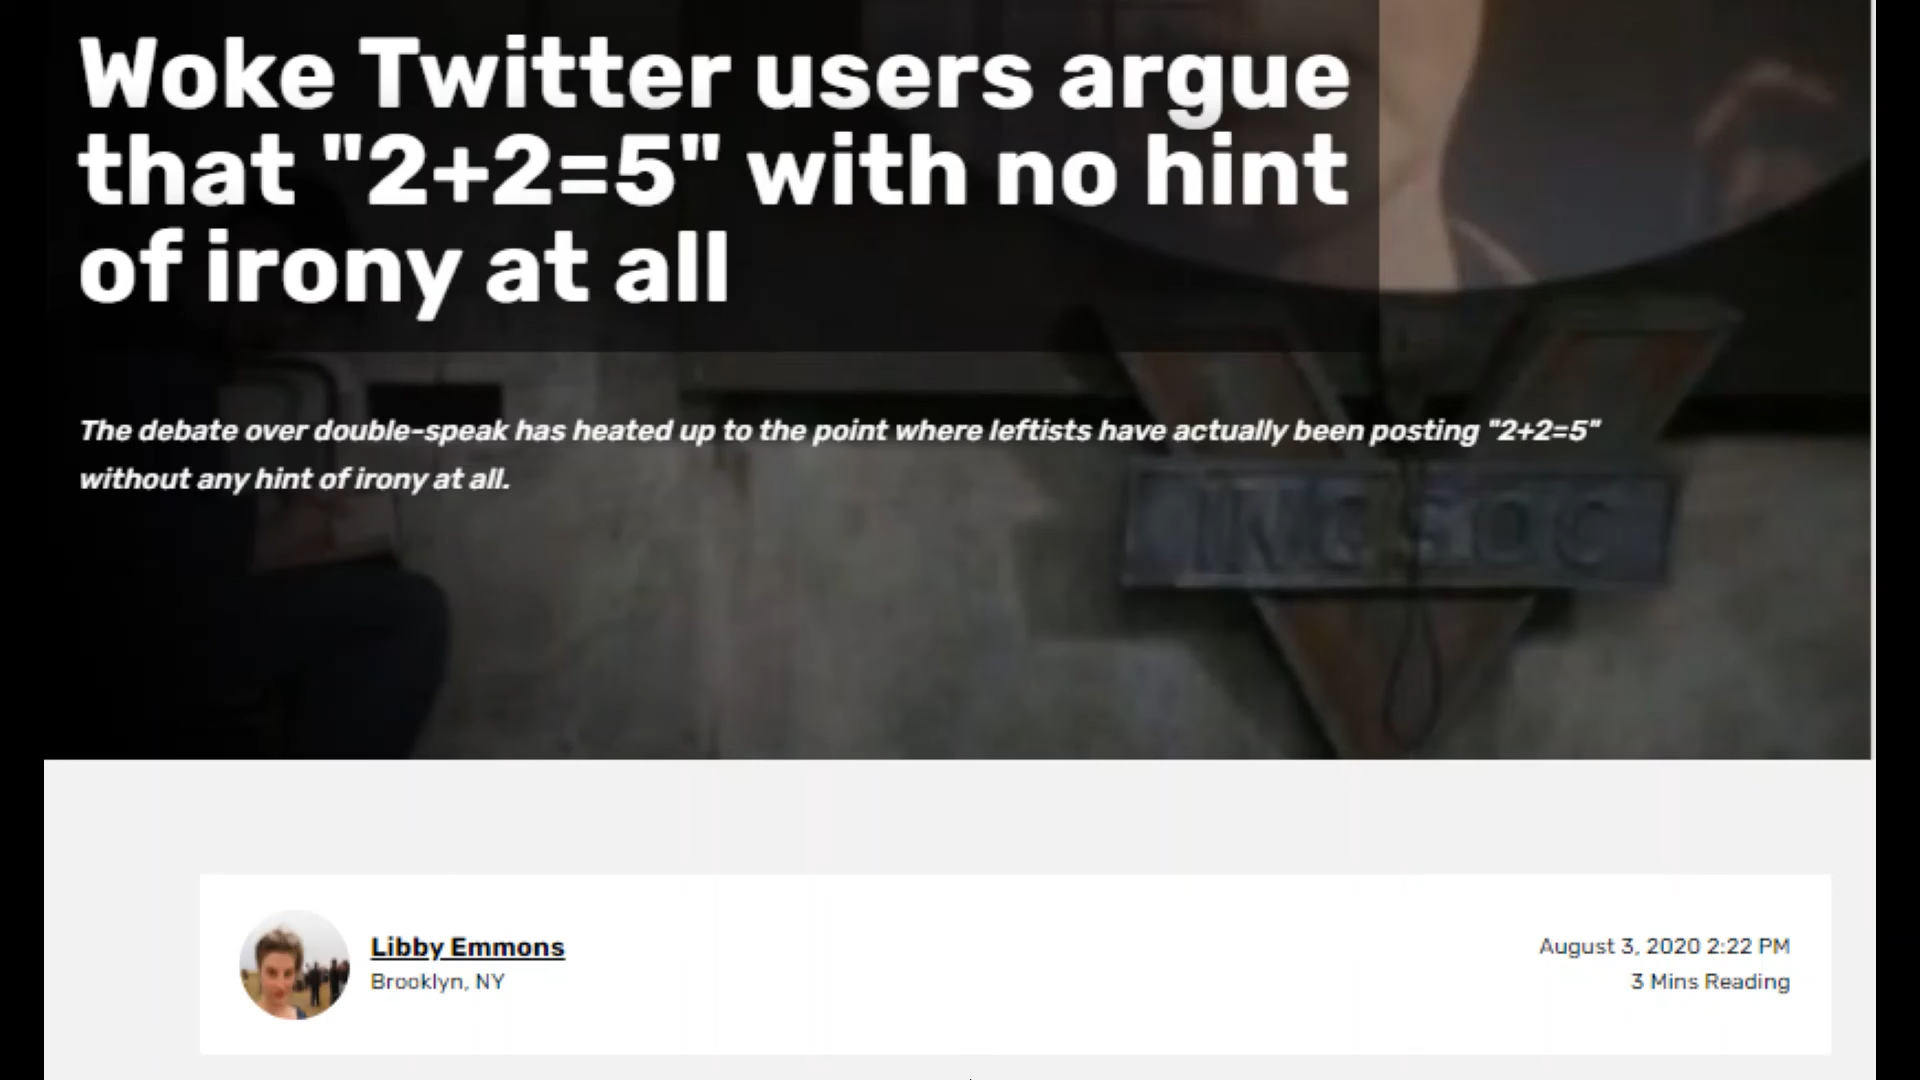 Woke Twitter users argue
that "2+2=5" with no hint
of irony at all
The debate over double-speak has heated up to the point where leftists have actually been posting "2+2=5"
without any hint of irony at all.
INGSOC
Libby Emmons
Brooklyn, NY
August 3, 2020 2:22 PM
3 Mins Reading